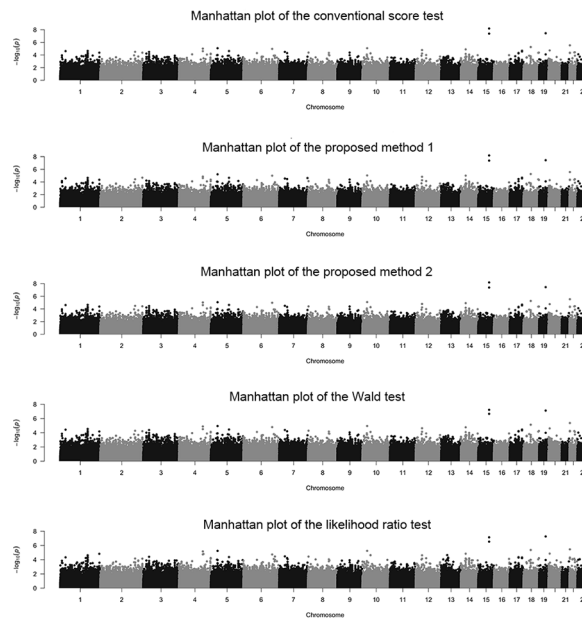 Manhattan plot of the conventional score test
−log10(p)
8
6
4
2
0
1 2 3 4 5 6 7 8 9 10 11 12 13 14 15 16 17 18 19 21 2
Chromosome
Manhattan plot of the proposed method 1
−log10(p)
8
6
4
2
0
1 2 3 4 5 6 7 8 9 10 11 12 13 14 15 16 17 18 19 21 2
Chromosome
Manhattan plot of the proposed method 2
−log10(p)
8
6
4
2
0
1 2 3 4 5 6 7 8 9 10 11 12 13 14 15 16 17 18 19 21 2
Chromosome
Manhattan plot of the Wald test
−log10(p)
8
6
4
2
0
1 2 3 4 5 6 7 8 9 10 11 12 13 14 15 16 17 18 19 21 2
Chromosome
Manhattan plot of the likelihood ratio test
−log10(p)
8
6
4
2
0
1 2 3 4 5 6 7 8 9 10 11 12 13 14 15 16 17 18 19 21 2
Chromosome